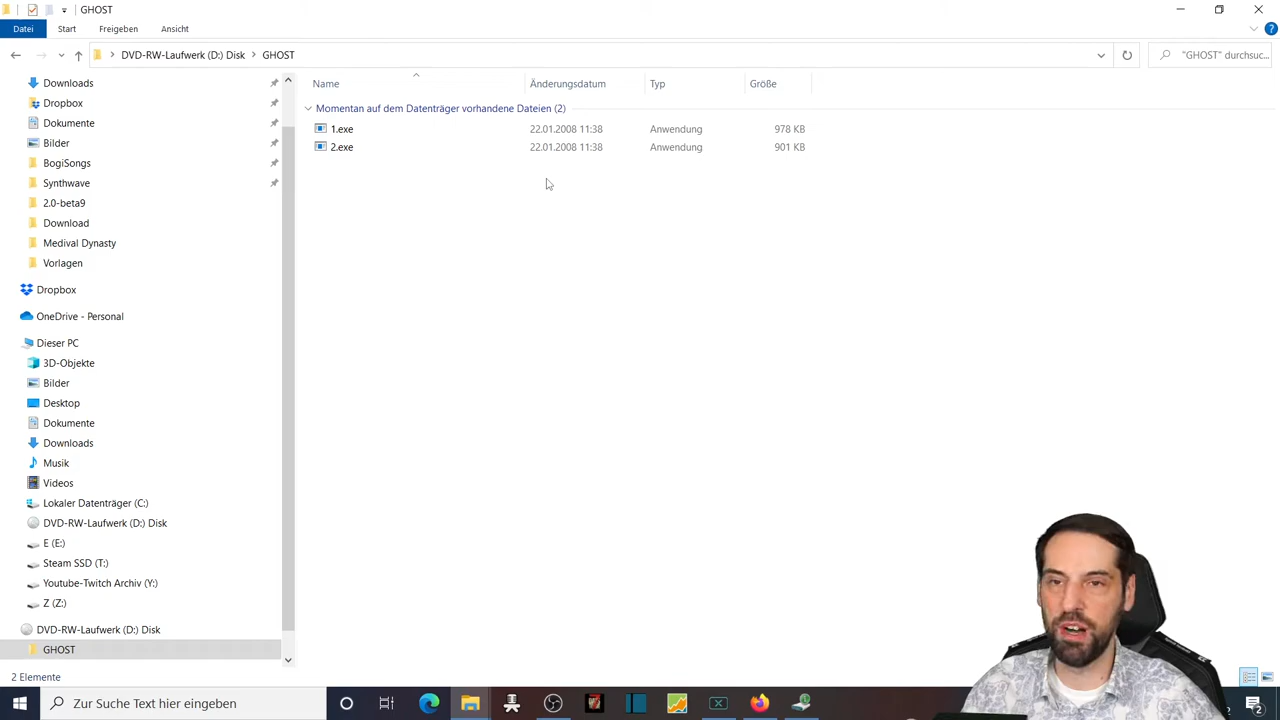 GHOST
Datei Start Freigeben Ansicht
DVD-RW-Laufwerk (D:) Disk GHOST "GHOST" durchsuc...
Name Änderungsdatum Typ Größe
Momentan auf dem Datenträger vorhandene Dateien (2)
1.exe 22.01.2008 11:38 Anwendung 978 KB
2.exe 22.01.2008 11:38 Anwendung 901 KB
Downloads
Dropbox
Dokumente
Bilder
BogiSongs
Synthwave
2.0-beta9
Download
Medival Dynasty
Vorlagen
Dropbox
OneDrive - Personal
Dieser PC
3D-Objekte
Bilder
Desktop
Dokumente
Downloads
Musik
Videos
Lokaler Datenträger (C:)
DVD-RW-Laufwerk (D:) Disk
E (E:)
Steam SSD (T:)
Youtube-Twitch Archiv (Y:)
Z (Z:)
DVD-RW-Laufwerk (D:) Disk
GHOST
2 Elemente
Zur Suche Text hier eingeben
2